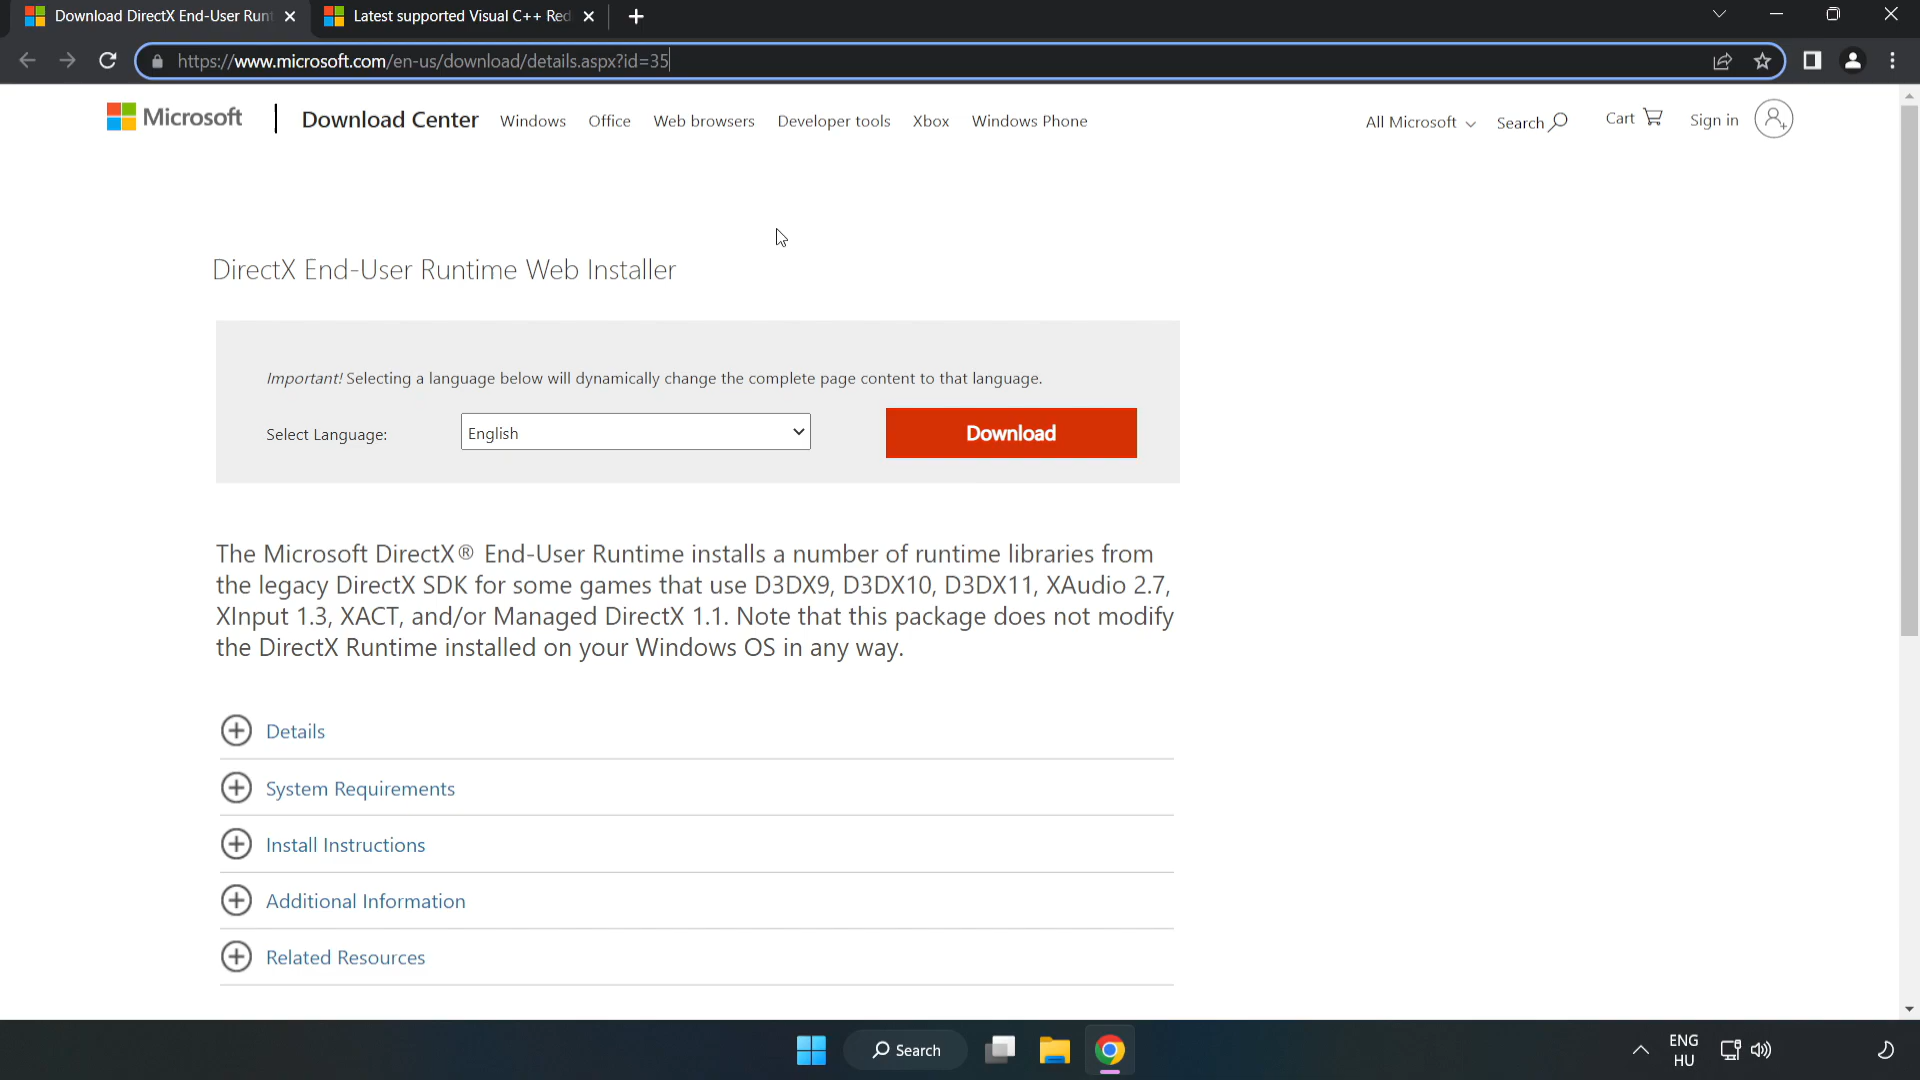 Download DirectX End-User Runt
Latest supported Visual C++ Red
https://www.microsoft.com/en-us/download/details.aspx?id=35
Microsoft
Download Center
Windows
Office
Web browsers
Developer tools
Xbox
Windows Phone
All Microsoft
Search
Cart
Sign in
DirectX End-User Runtime Web Installer
Important! Selecting a language below will dynamically change the complete page content to that language.
Select Language:
English
Download
The Microsoft DirectX® End-User Runtime installs a number of runtime libraries from
the legacy DirectX SDK for some games that use D3DX9, D3DX10, D3DX11, XAudio 2.7,
XInput 1.3, XACT, and/or Managed DirectX 1.1. Note that this package does not modify
the DirectX Runtime installed on your Windows OS in any way.
Details
System Requirements
Install Instructions
Additional Information
Related Resources
Search
ENG
HU